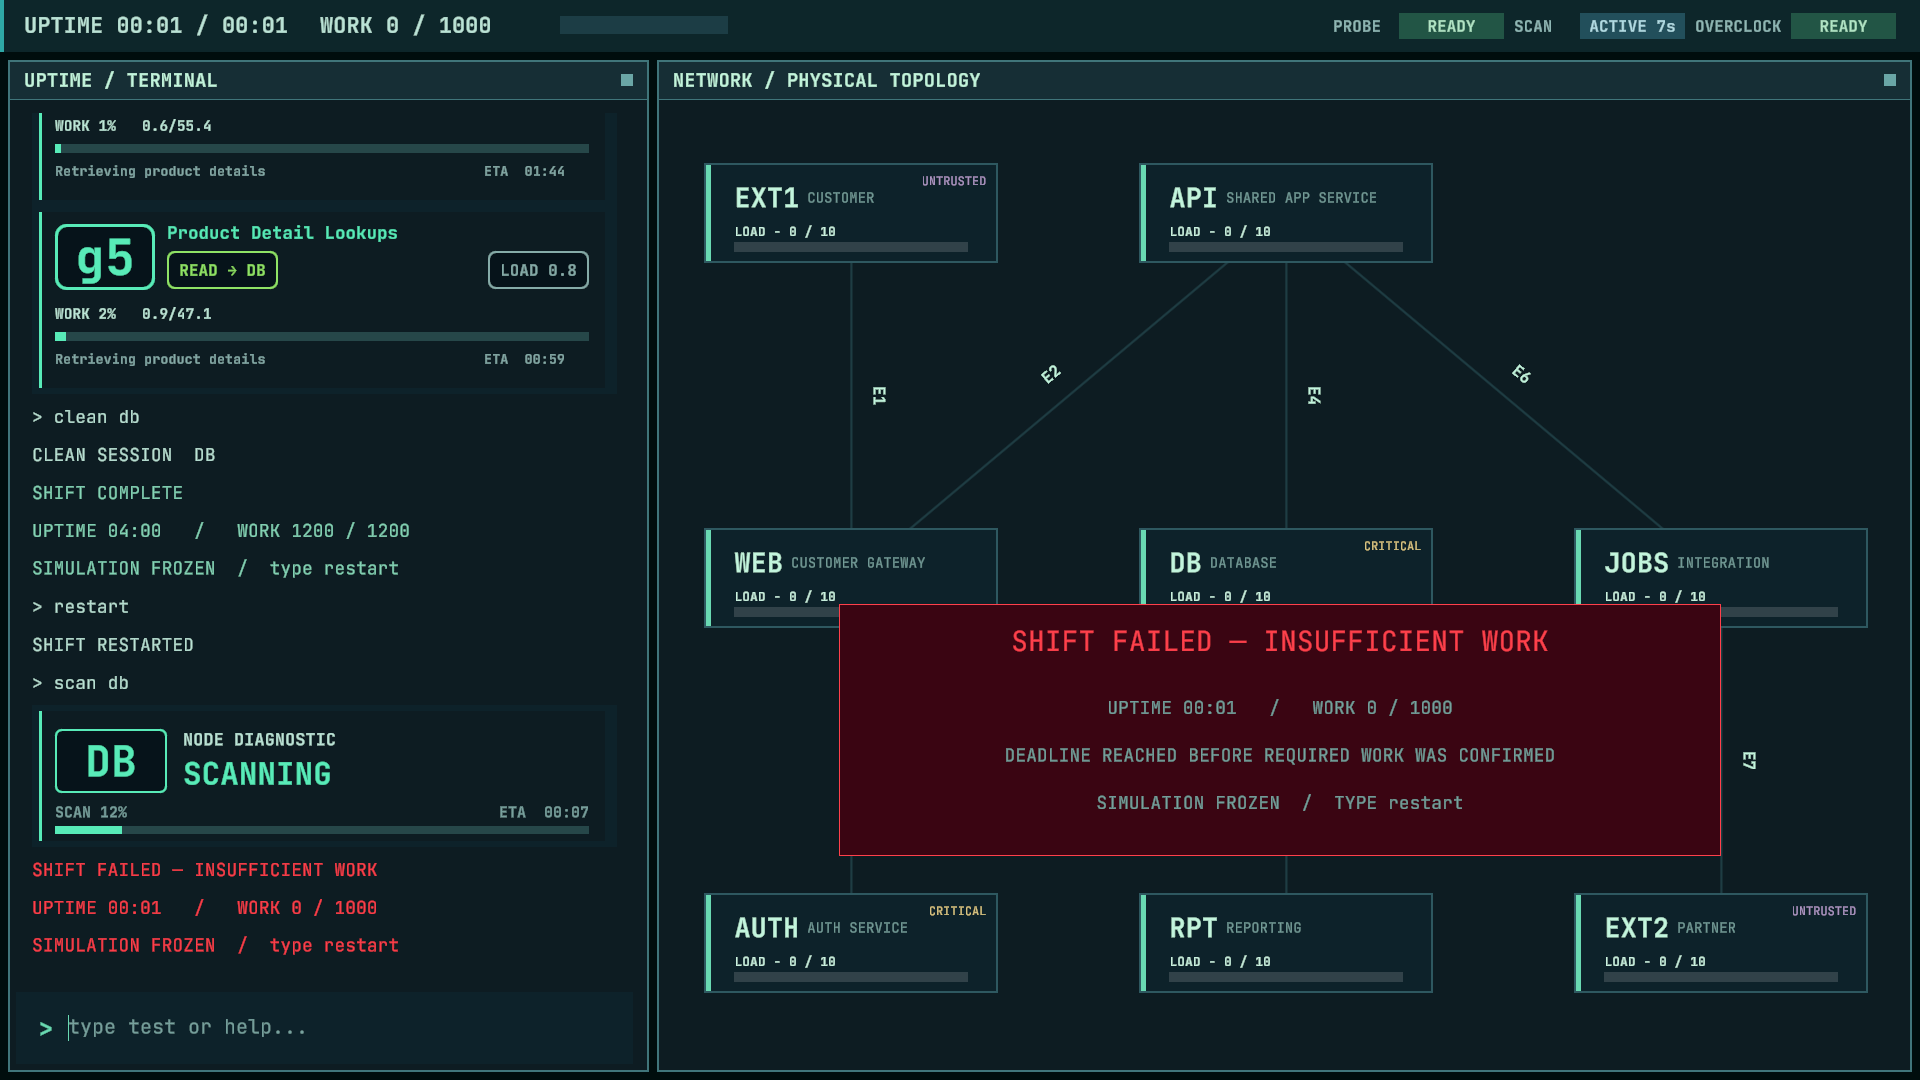 UPTIME 00:01 / 00:01 WORK 0 / 1000
PROBE READY SCAN ACTIVE 7s OVERCLOCK READY
UPTIME / TERMINAL
WORK 1% 0.6/55.4
Retrieving product details ETA 01:44
g5 Product Detail Lookups
READ → DB LOAD 0.8
WORK 2% 0.9/47.1
Retrieving product details ETA 00:59
> clean db
CLEAN SESSION DB
SHIFT COMPLETE
UPTIME 04:00 / WORK 1200 / 1200
SIMULATION FROZEN / type restart
> restart
SHIFT RESTARTED
> scan db
DB NODE DIAGNOSTIC
SCANNING
SCAN 12% ETA 00:07
SHIFT FAILED — INSUFFICIENT WORK
UPTIME 00:01 / WORK 0 / 1000
SIMULATION FROZEN / type restart
> type test or help...
NETWORK / PHYSICAL TOPOLOGY
UNTRUSTED
EXT1 CUSTOMER
LOAD - 0 / 10
API SHARED APP SERVICE
LOAD - 0 / 10
E1
E2
E4
E6
WEB CUSTOMER GATEWAY
LOAD - 0 / 10
CRITICAL
DB DATABASE
LOAD - 0 / 10
JOBS INTEGRATION
LOAD - 0 / 10
SHIFT FAILED — INSUFFICIENT WORK
UPTIME 00:01 / WORK 0 / 1000
DEADLINE REACHED BEFORE REQUIRED WORK WAS CONFIRMED
SIMULATION FROZEN / TYPE restart
E7
CRITICAL
AUTH AUTH SERVICE
LOAD - 0 / 10
RPT REPORTING
LOAD - 0 / 10
UNTRUSTED
EXT2 PARTNER
LOAD - 0 / 10